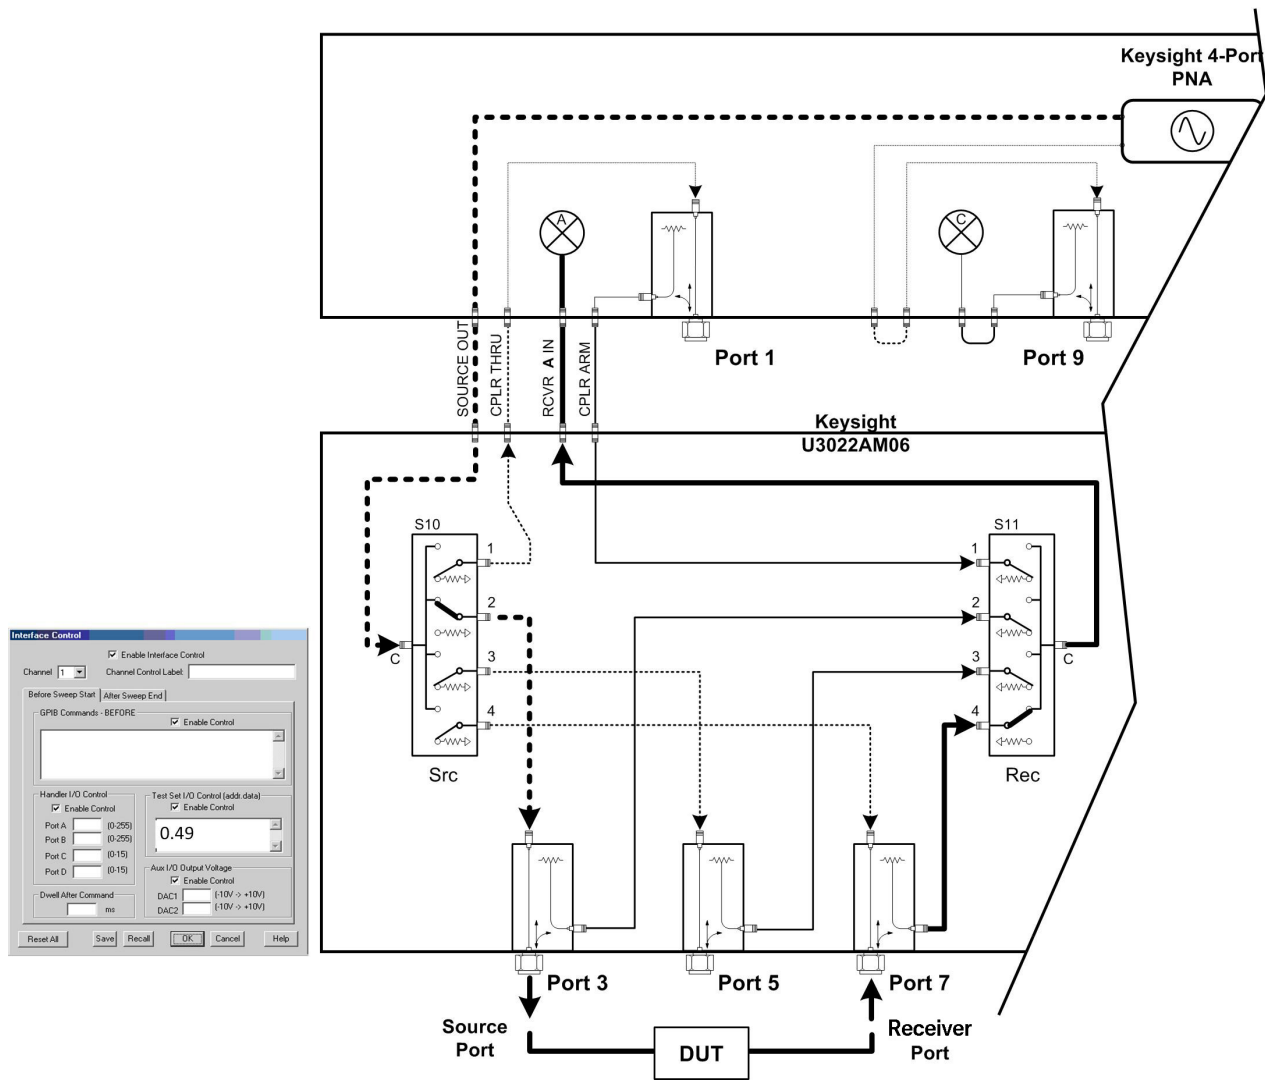 Keysight 4-Port
PNA
A
C
Port 1
Port 9
SOURCE OUT
CPLR THRU
RCVR A IN
CPLR ARM
Keysight
U3022AM06
S10
S11
1
1
2
2
C
3
3
C
4
4
Src
Rec
Interface Control
Enable Interface Control
Channel 1 Channel Control Label:
Before Sweep Start After Sweep End
GPIB Commands - BEFORE
Enable Control
Handler I/O Control
Enable Control
Port A (0-255)
Port B (0-255)
Port C (0-15)
Port D (0-15)
Test Set I/O Control (addr.data)
Enable Control
0.49
Aux I/O Output Voltage
Enable Control
DAC1 (-10V -> +10V)
DAC2 (-10V -> +10V)
Dwell After Command
ms
Reset All Save Recall OK Cancel Help
Port 3
Port 5
Port 7
Source
Port
DUT
Receiver
Port